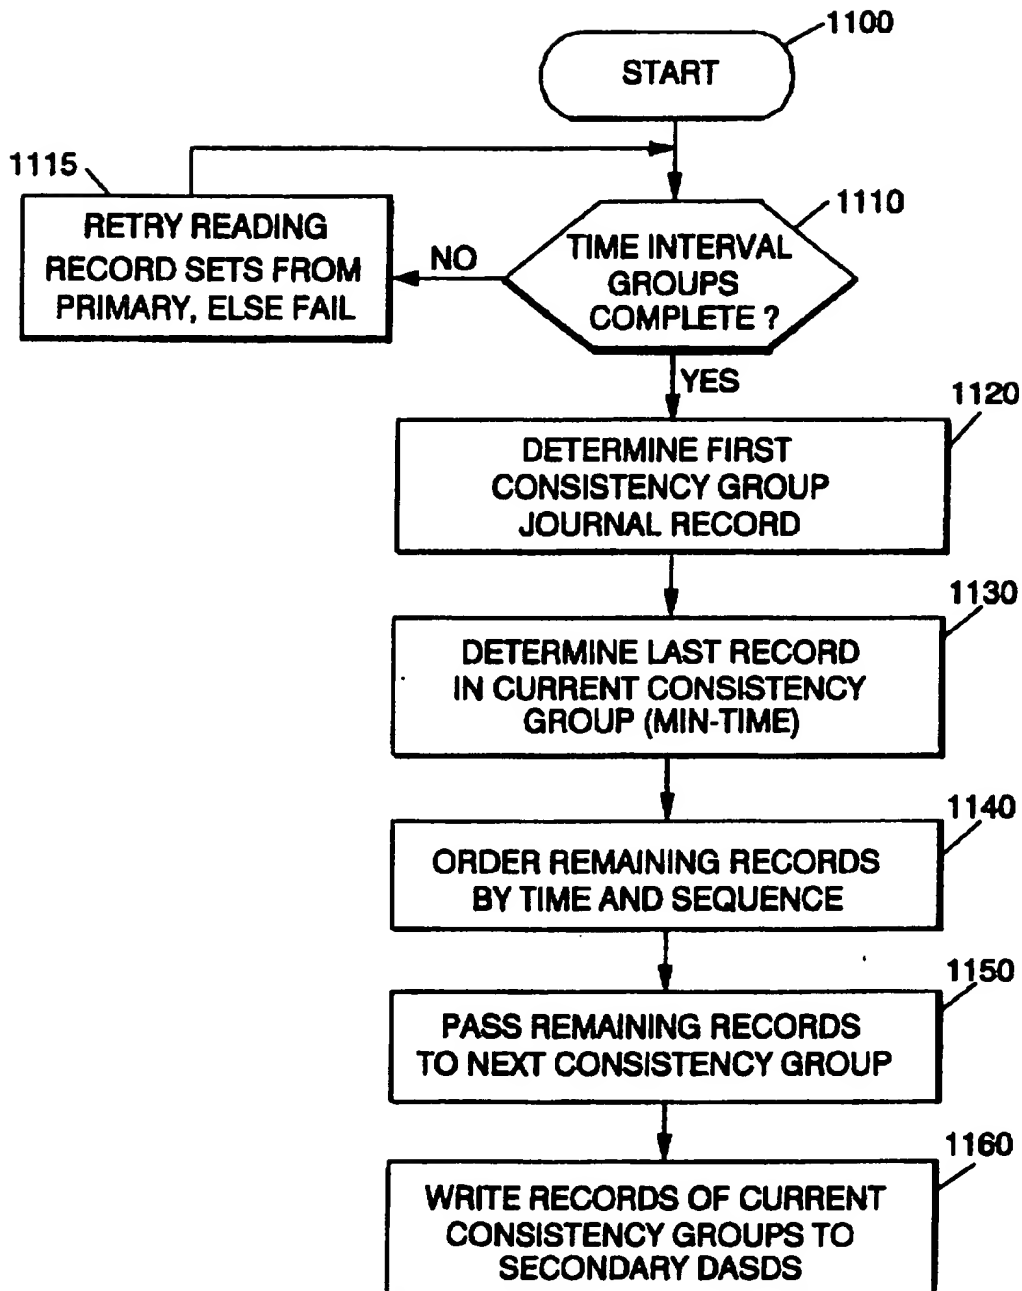 1100
START
1115
RETRY READING
RECORD SETS FROM
PRIMARY, ELSE FAIL
NO
1110
TIME INTERVAL
GROUPS
COMPLETE ?
YES
1120
DETERMINE FIRST
CONSISTENCY GROUP
JOURNAL RECORD
1130
DETERMINE LAST RECORD
IN CURRENT CONSISTENCY
GROUP (MIN-TIME)
1140
ORDER REMAINING RECORDS
BY TIME AND SEQUENCE
1150
PASS REMAINING RECORDS
TO NEXT CONSISTENCY GROUP
1160
WRITE RECORDS OF CURRENT
CONSISTENCY GROUPS TO
SECONDARY DASDS